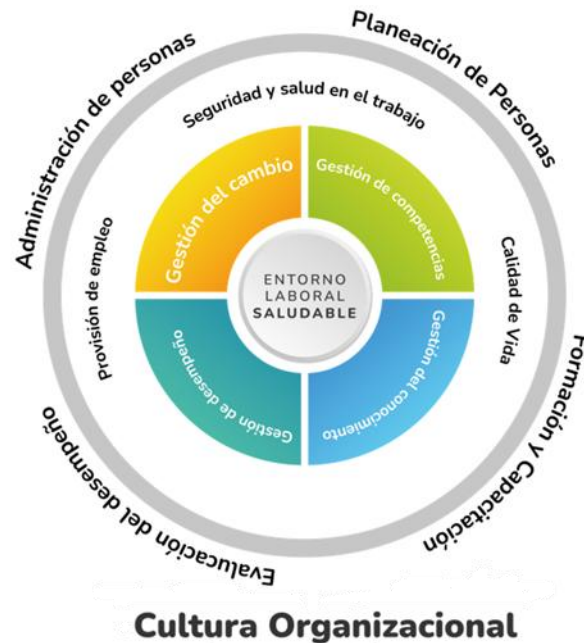 Administración de personas
Planeación de Personas
Seguridad y salud en el trabajo
Gestión del cambio
Gestión de competencias
Provisión de empleo
ENTORNO
LABORAL
SALUDABLE
Calidad de Vida
Gestión de desempeño
Gestión del conocimiento
Evalucación del desempeño
Formación y Capacitación
Cultura Organizacional